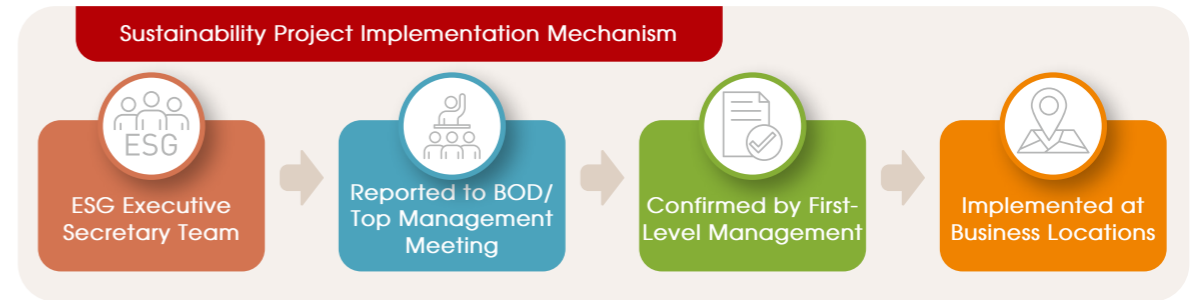 Sustainability Project Implementation Mechanism
ESG
ESG Executive
Secretary Team
Reported to BOD/
Top Management
Meeting
Confirmed by First-
Level Management
Implemented at
Business Locations